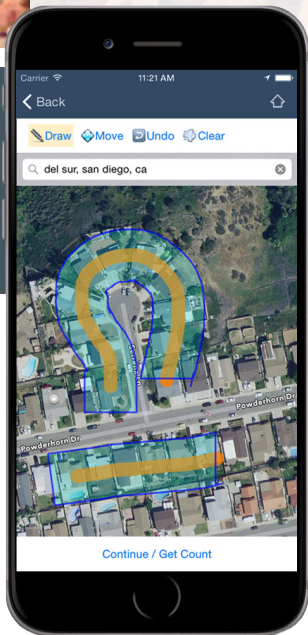 Carrier 11:21 AM
Back
Draw Move Undo Clear
del sur, san diego, ca
Powderhorn Dr
Powderhorn Dr
Continue / Get Count